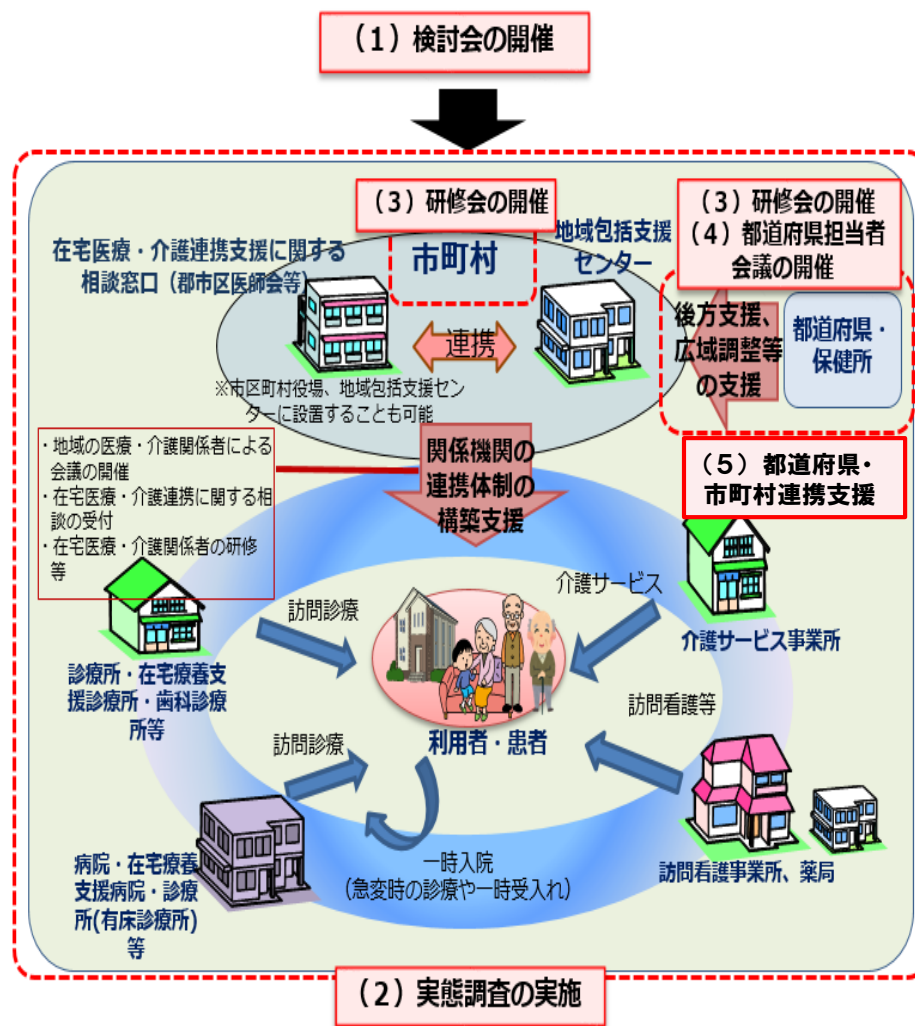 (1)検討会の開催
(3)研修会の開催
(3)研修会の開催
(4)都道府県担当者
会議の開催
在宅医療・介護連携支援に関する
相談窓口(郡市区医師会等)
市町村
地域包括支援
センター
連携
※市区町村役場、地域包括支援セン
ターに設置することも可能
後方支援、
広域調整等
の支援
都道府県・
保健所
・地域の医療・介護関係者による
会議の開催
・在宅医療・介護連携に関する相
談の受付
・在宅医療・介護関係者の研修
等
関係機関の
連携体制の
構築支援
(5)都道府県・
市町村連携支援
訪問診療
介護サービス
介護サービス事業所
診療所・在宅療養支
援診療所・歯科診療
所等
訪問看護等
訪問診療
利用者・患者
病院・在宅療養
支援病院・診療
所(有床診療所)
等
一時入院
(急変時の診療や一時受入れ)
訪問看護事業所、薬局
(2)実態調査の実施